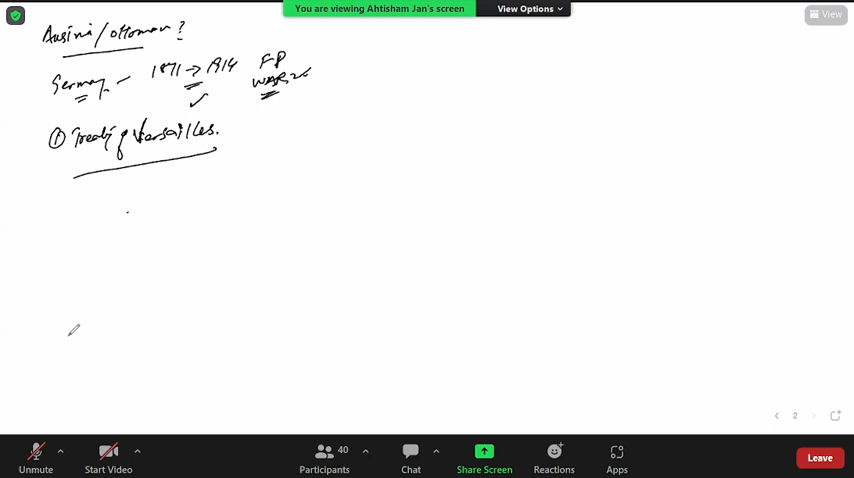 You are viewing Ahtisham Jan's screen
View Options
View
Austria/Ottoman?
Germany - 1871 → 1914 FP
WAR
① Treaty of Versailles.
2
Unmute
Start Video
40
Participants
Chat
Share Screen
Reactions
Apps
Leave